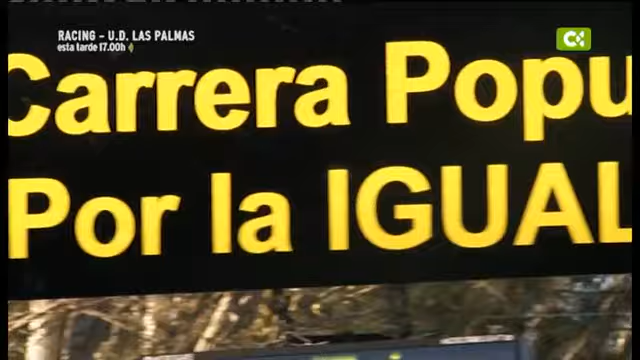 RACING - U.D. LAS PALMAS
esta tarde 17.00h
Carrera Popu
Por la IGUAL